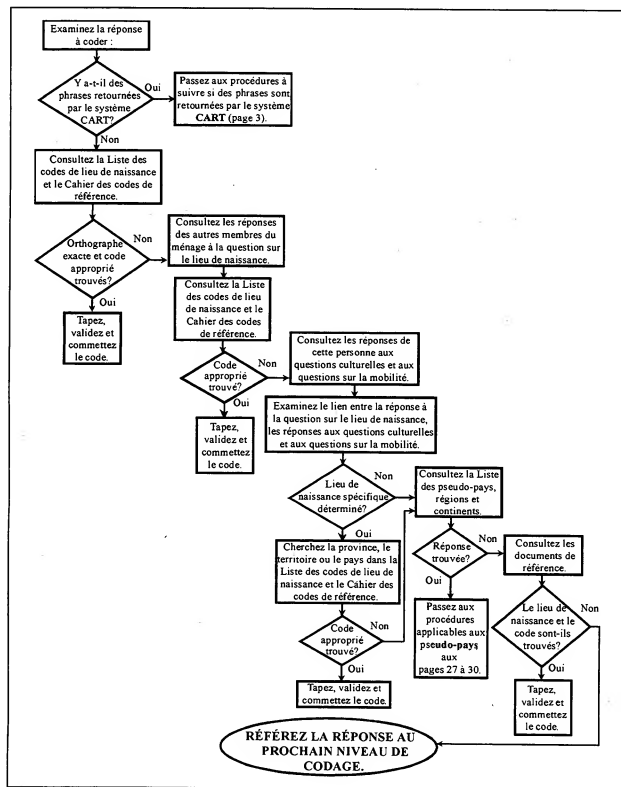 Examinez la réponse
à coder :
Y a-t-il des
phrases retournées
par le système
CART?
Oui
Passez aux procédures à
suivre si des phrases sont
retournées par le système
CART (page 3).
Non
Consultez la Liste des
codes de lieu de naissance
et le Cahier des codes de
référence.
Orthographe
exacte et code
approprié
trouvés?
Non
Consultez les réponses
des autres membres du
ménage à la question sur
le lieu de naissance.
Oui
Tapez,
validez et
commettez
le code.
Consultez la Liste
des codes de lieu
de naissance et le
Cahier des codes
de référence.
Code
approprié
trouvé?
Non
Consultez les réponses de
cette personne aux
questions culturelles et aux
questions sur la mobilité.
Oui
Tapez,
validez et
commettez
le code.
Examinez le lien entre la réponse à
la question sur le lieu de naissance,
les réponses aux questions culturelles
et aux questions sur la mobilité.
Lieu de
naissance spécifique
déterminé?
Non
Consultez la Liste
des pseudo-pays,
régions et
continents.
Oui
Cherchez la province, le
territoire ou le pays dans la
Liste des codes de lieu de
naissance et le Cahier des
codes de référence.
Réponse
trouvée?
Non
Consultez les
documents de
référence.
Oui
Passez aux
procédures
applicables aux
pseudo-pays
aux
pages 27 à 30.
Le lieu de
naissance et le
code sont-ils
trouvés?
Non
Code
approprié
trouvé?
Non
Oui
Tapez, validez et
commettez le code.
Oui
Tapez,
validez et
commettez
le code.
RÉFÉREZ LA RÉPONSE AU
PROCHAIN NIVEAU DE
CODAGE.